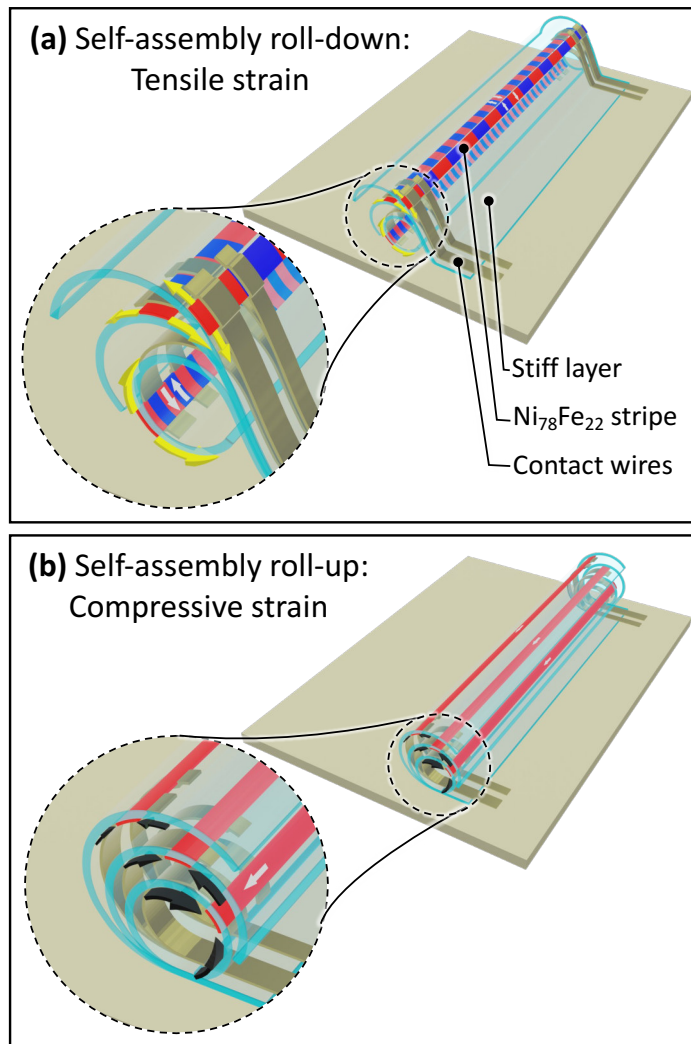 (a) Self-assembly roll-down:
Tensile strain
Stiff layer
Ni₇₈Fe₂₂ stripe
Contact wires
(b) Self-assembly roll-up:
Compressive strain